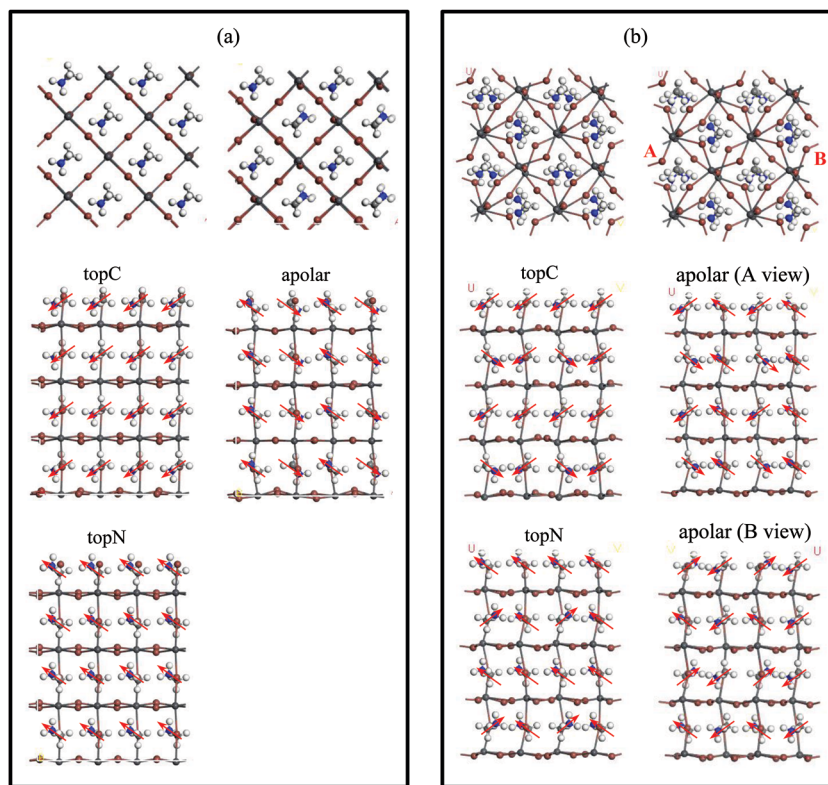 (a)
(b)
U
A
B
topC
apolar
topN
topC
apolar (A view)
U
U
topN
apolar (B view)
U
U